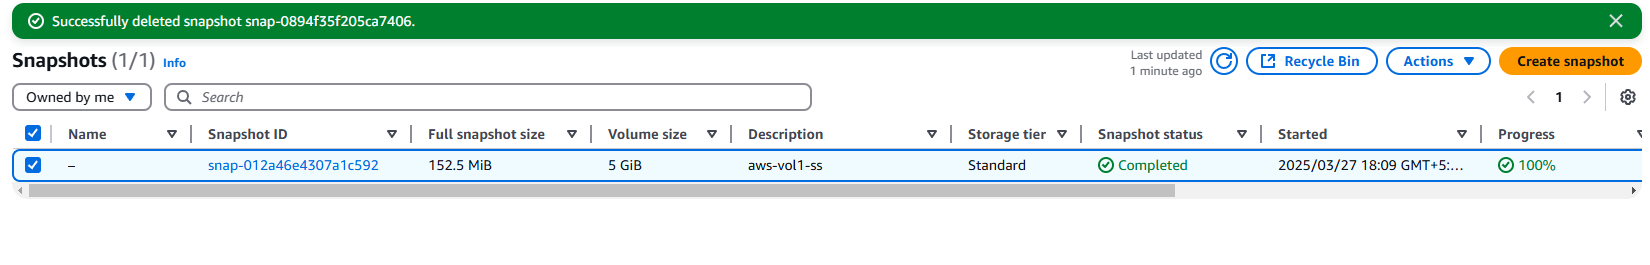 Successfully deleted snapshot snap-0894f35f205ca7406.
Snapshots (1/1) Info
Last updated
1 minute ago
Recycle Bin
Actions
Create snapshot
Owned by me
Search
1
Name Snapshot ID Full snapshot size Volume size Description Storage tier Snapshot status Started Progress
– snap-012a46e4307a1c592 152.5 MiB 5 GiB aws-vol1-ss Standard Completed 2025/03/27 18:09 GMT+5:... 100%